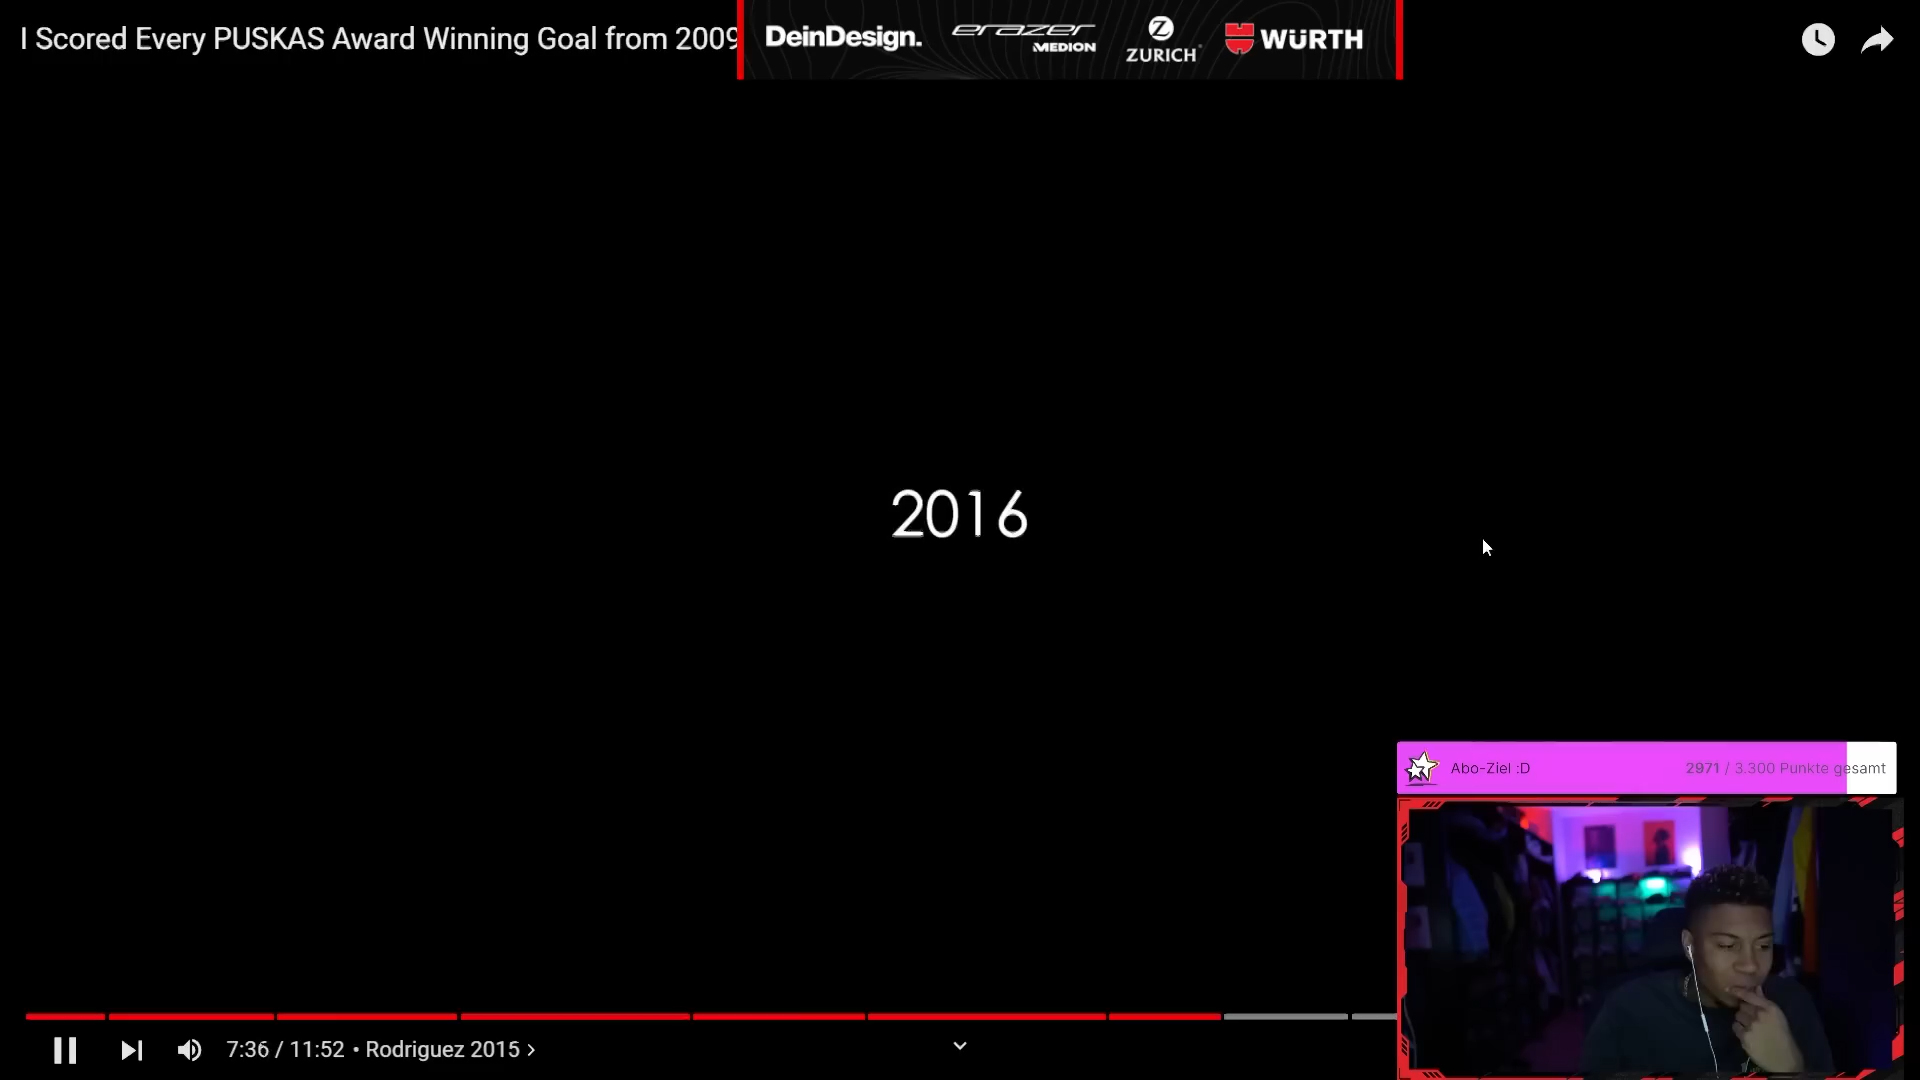 I Scored Every PUSKAS Award Winning Goal from 2009
DeinDesign.
erazer
MEDION
Z
ZURICH
WÜRTH
2016
Abo-Ziel :D
2971 / 3.300 Punkte gesamt
7:36 / 11:52 • Rodriguez 2015 >